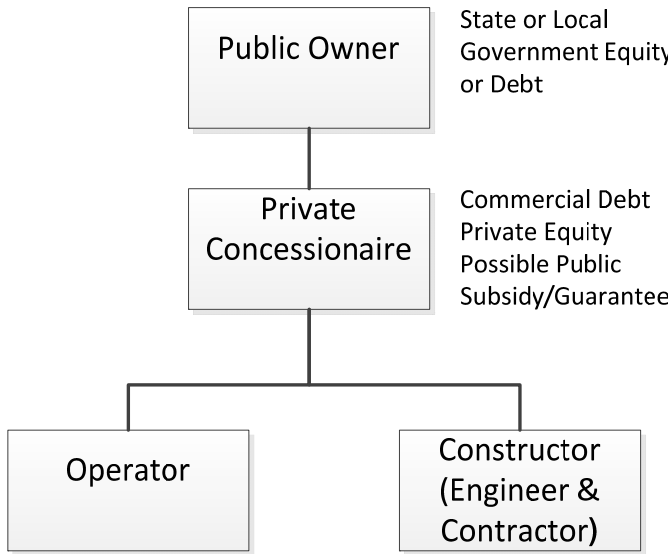 Public Owner
State or Local
Government Equity
or Debt
Private
Concessionaire
Commercial Debt
Private Equity
Possible Public
Subsidy/Guarantee
Operator
Constructor
(Engineer &
Contractor)